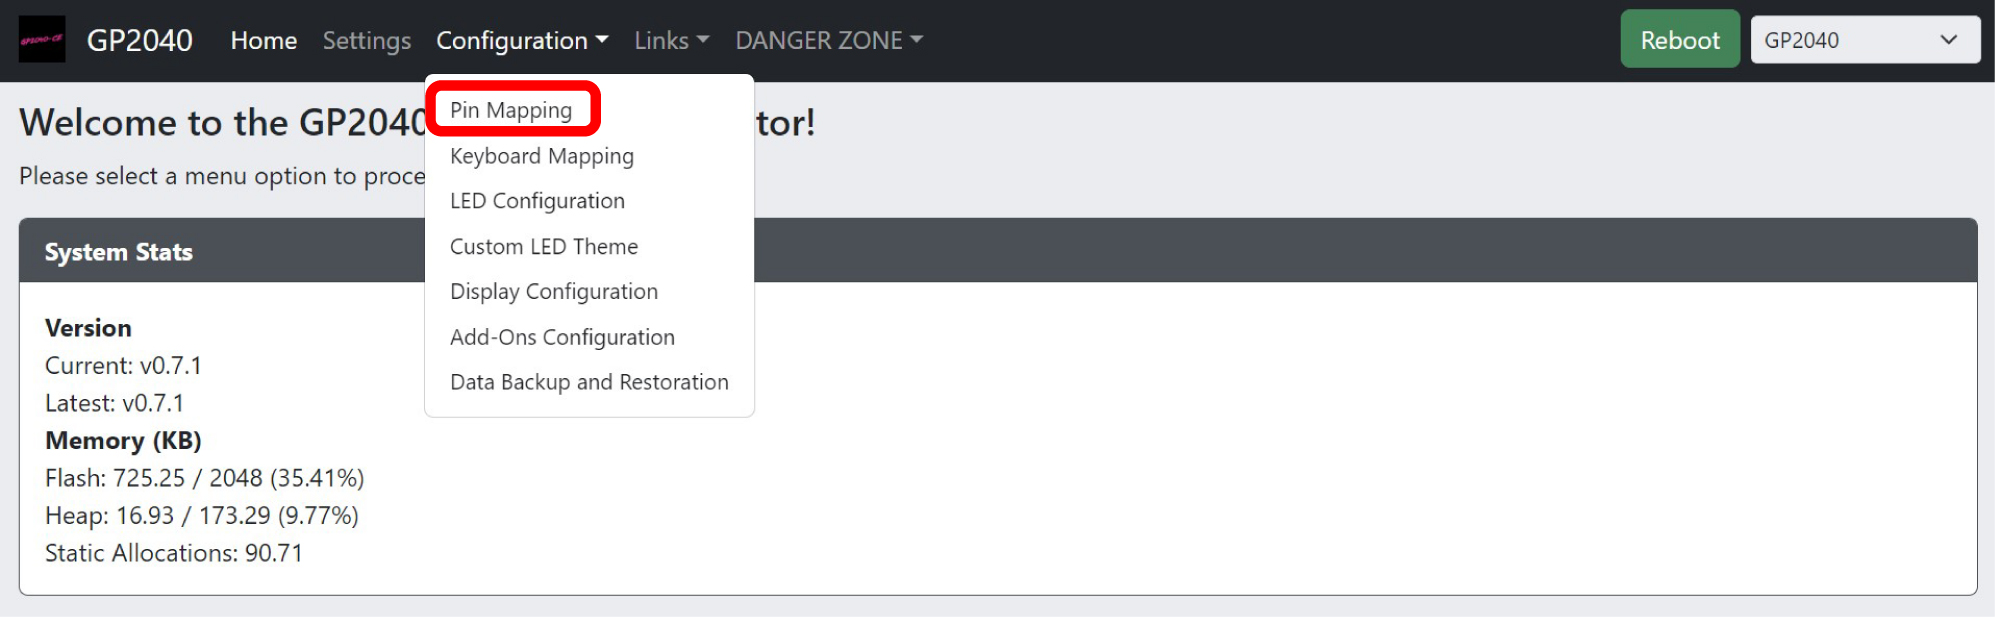 GP2040-CE GP2040 Home Settings Configuration Links DANGER ZONE Reboot GP2040
Welcome to the GP2040 tor!
Please select a menu option to proce
Pin Mapping
Keyboard Mapping
LED Configuration
Custom LED Theme
Display Configuration
Add-Ons Configuration
Data Backup and Restoration
System Stats
Version
Current: v0.7.1
Latest: v0.7.1
Memory (KB)
Flash: 725.25 / 2048 (35.41%)
Heap: 16.93 / 173.29 (9.77%)
Static Allocations: 90.71